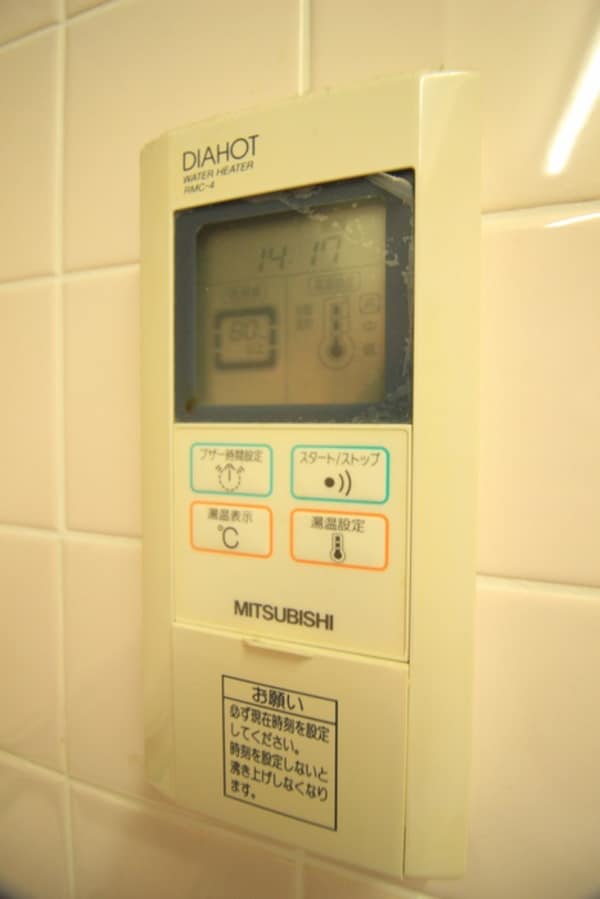 DIAHOT
WATER HEATER
RMC-4
14:17
60
ブザー時間設定
スタート/ストップ
湯温表示
湯温設定
℃
MITSUBISHI
お願い
必ず現在時刻を設定
してください。
時刻を設定しないと
沸き上げしなくなり
ます。